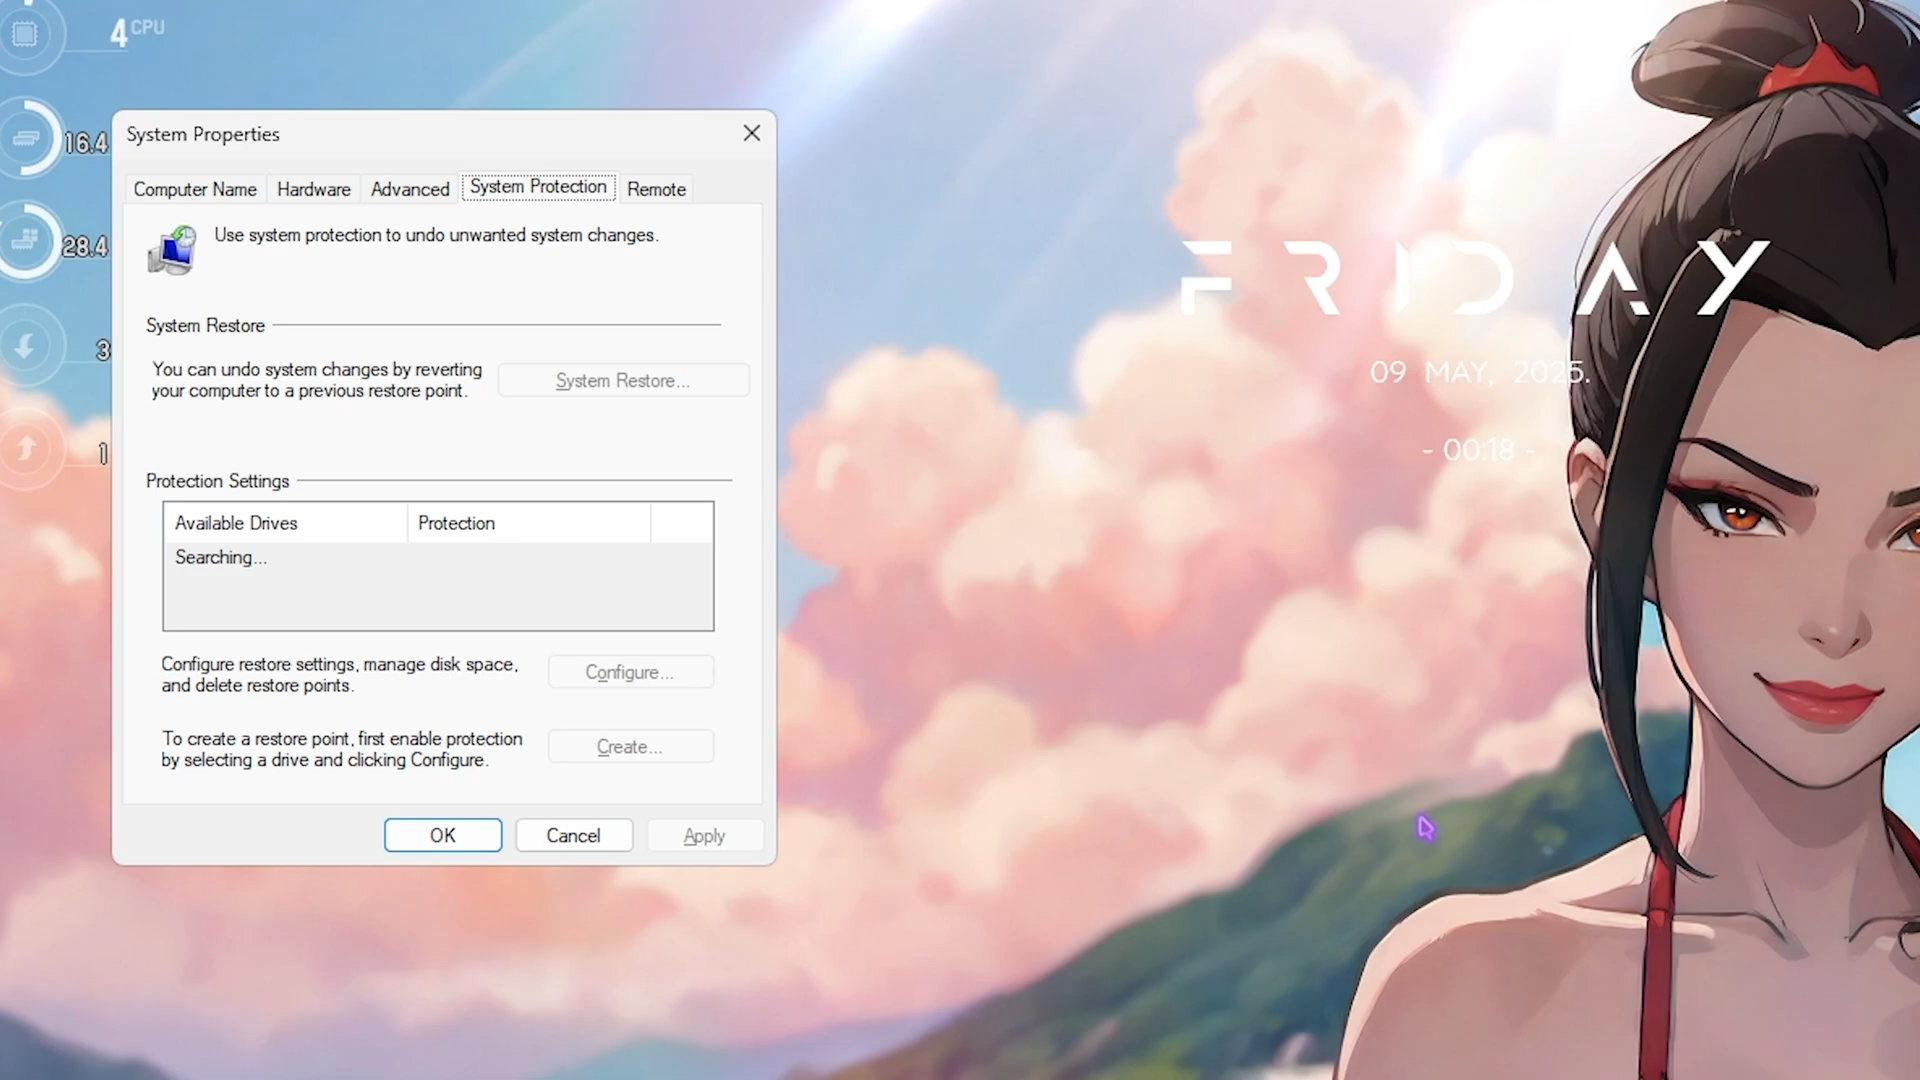 4 CPU
16.4
28.4
3
1
System Properties
Computer Name
Hardware
Advanced
System Protection
Remote
Use system protection to undo unwanted system changes.
System Restore
You can undo system changes by reverting
your computer to a previous restore point.
System Restore...
Protection Settings
Available Drives
Protection
Searching...
Configure restore settings, manage disk space,
and delete restore points.
Configure...
To create a restore point, first enable protection
by selecting a drive and clicking Configure.
Create...
OK
Cancel
Apply
FRIDAY
09 MAY, 2025.
- 00:18 -